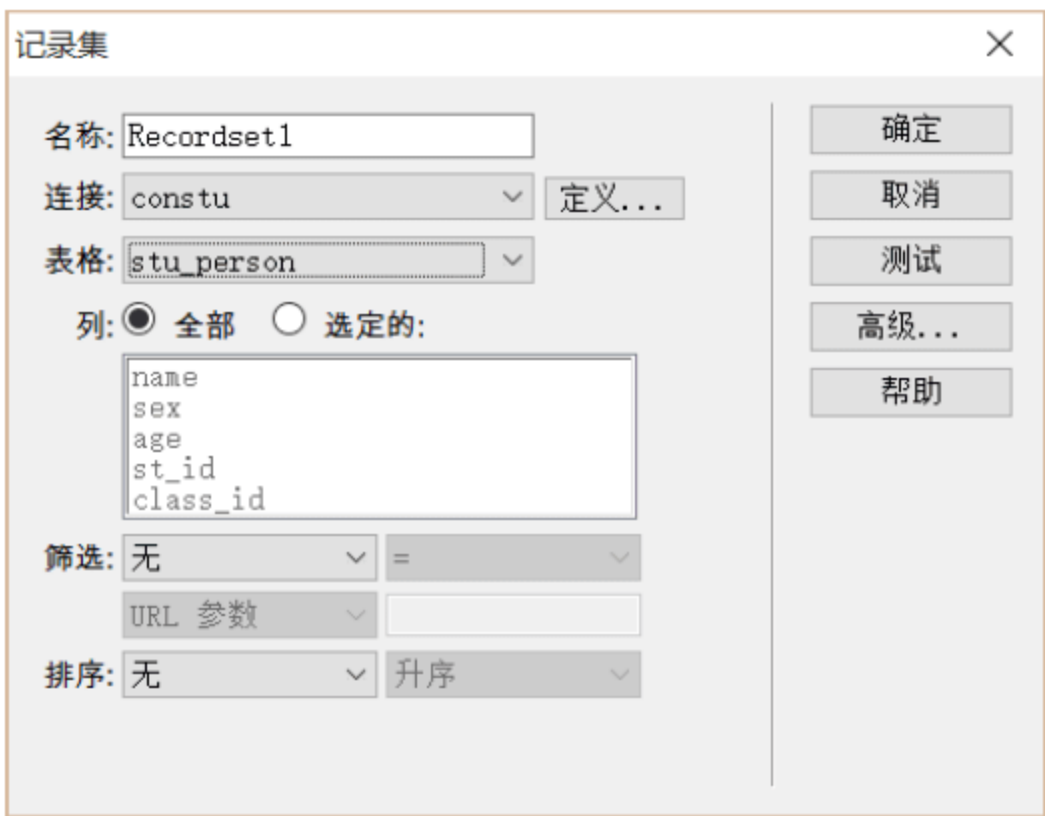 记录集
名称: Recordset1
确定
连接: constu 定义...
取消
表格: stu_person
测试
列: 全部 选定的:
高级...
name
sex
age
st_id
class_id
帮助
筛选: 无 =
URL 参数
排序: 无 升序